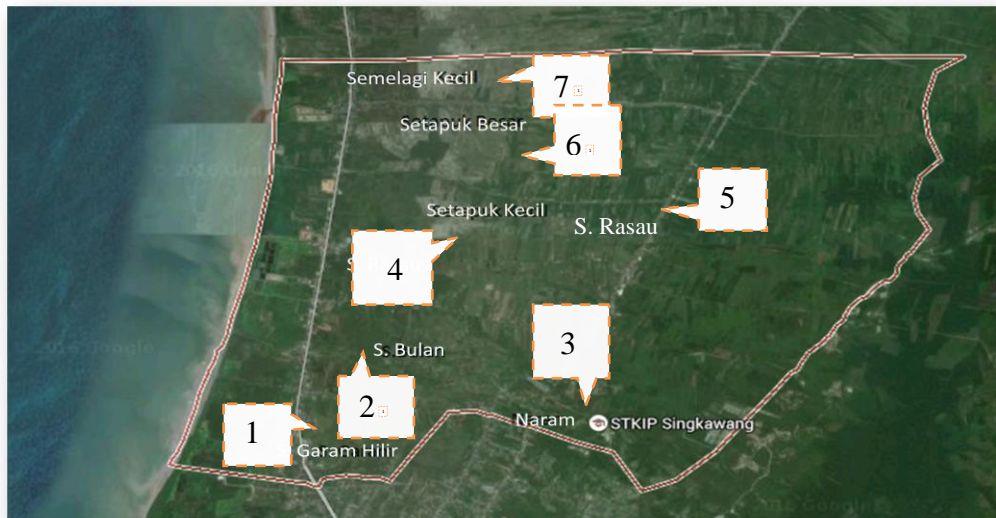 Semelagi Kecil
7
Setapuk Besar
6
5
Setapuk Kecil
S. Rasau
4
3
S. Bulan
2
1
Naram
STKIP Singkawang
Garam Hilir